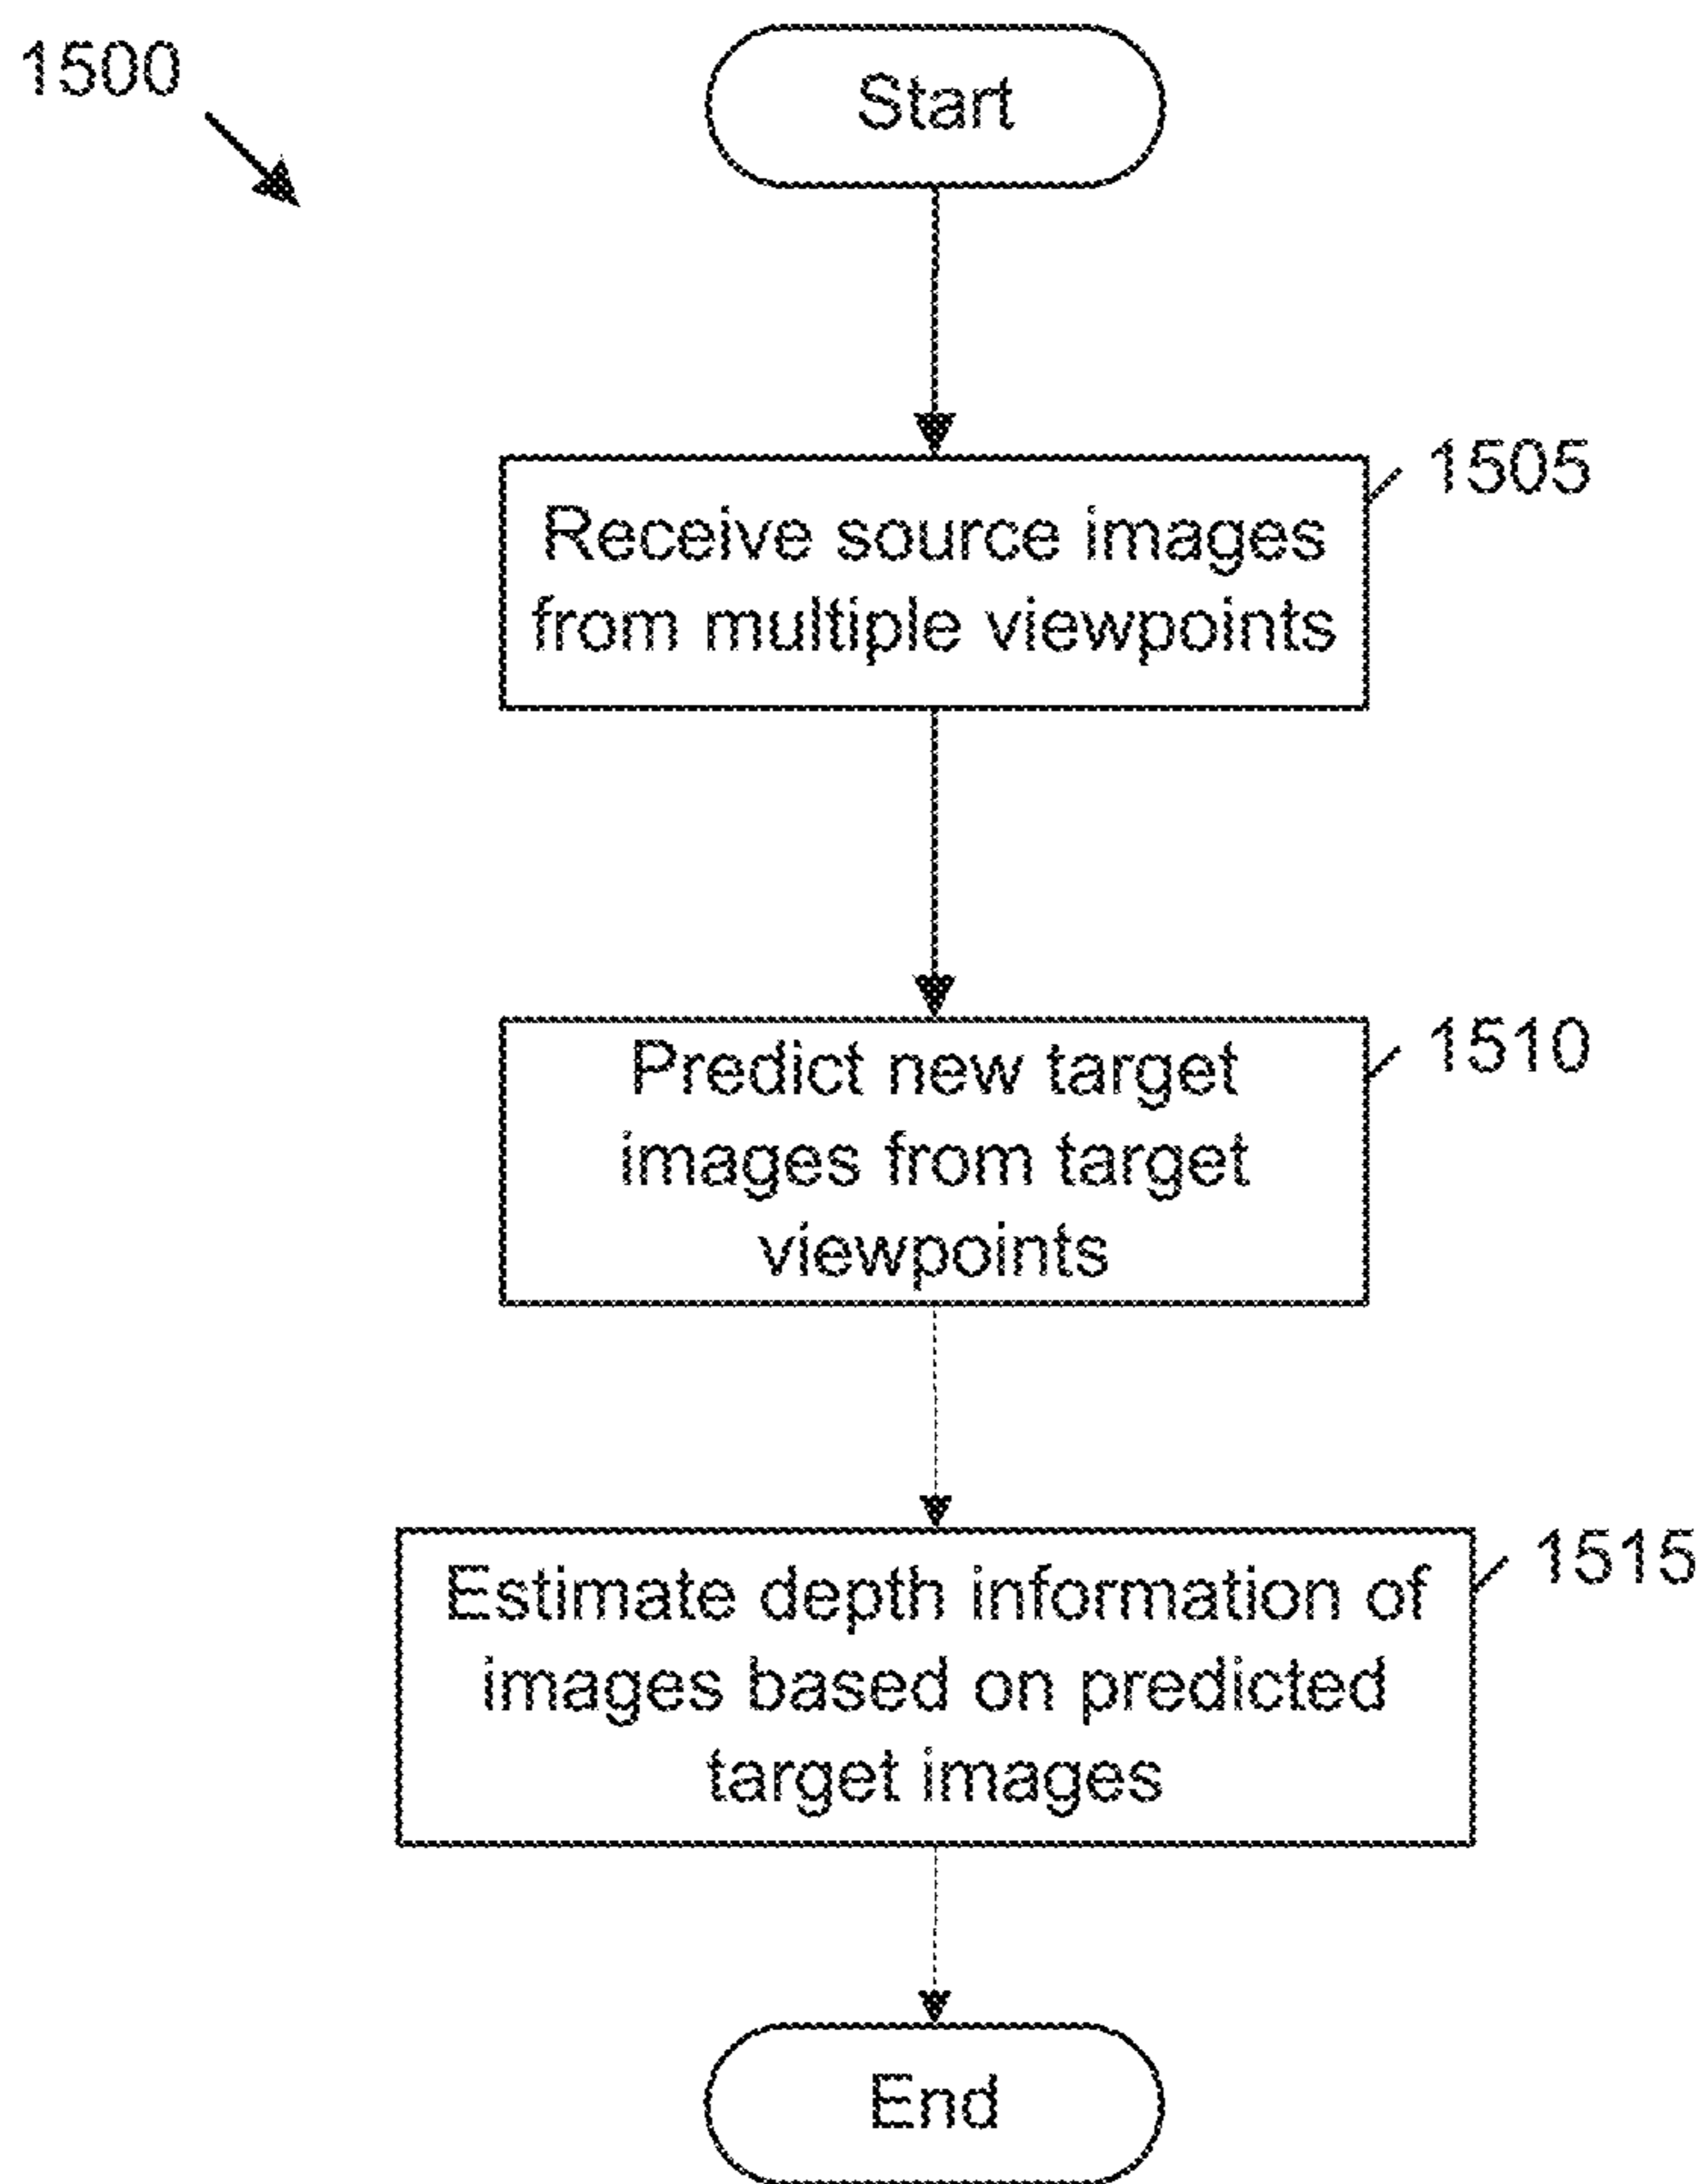 1500
Start
1505
Receive source images
from multiple viewpoints
1510
Predict new target
images from target
viewpoints
1515
Estimate depth information of
images based on predicted
target images
End